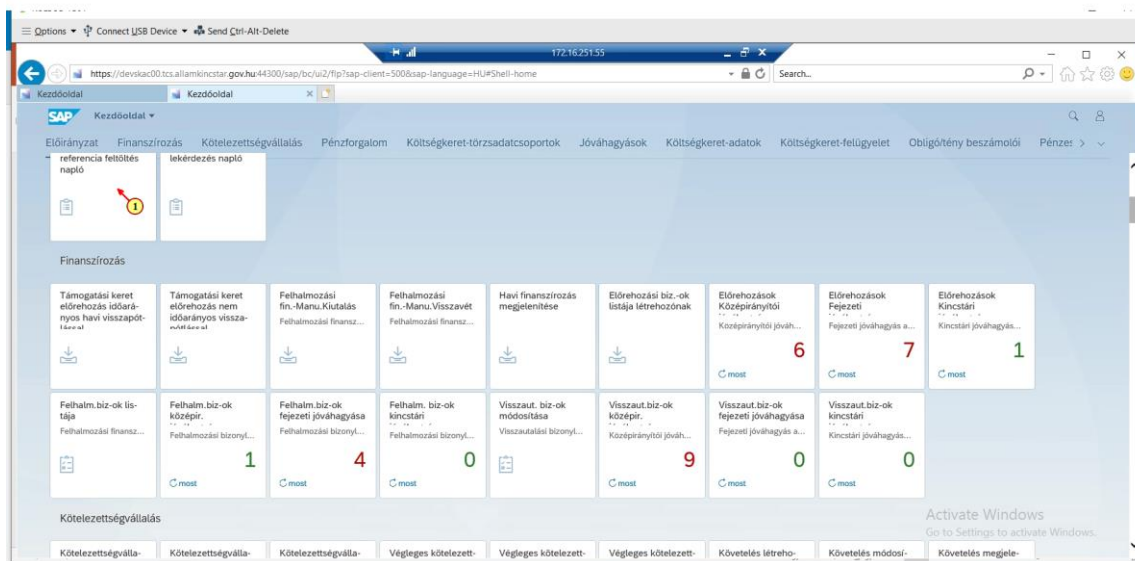 Options Connect USB Device Send Ctrl-Alt-Delete
172.16.251.55
https://devskac00.tcs.allamkincstar.gov.hu:44300/sap/bc/ui2/flp?sap-client=500&sap-language=HU#Shell-home
Search...
Kezdőoldal Kezdőoldal
SAP Kezdőoldal
Előirányzat Finanszírozás Kötelezettségvállalás Pénzforgalom Költségkeret-törzsadatcsoportok Jóváhagyások Költségkeret-adatok Költségkeret-felügyelet Obligó/tény beszámolói Pénzes
referencia feltöltés
napló
lekérdezés napló
1
Finanszírozás
Támogatási keret
előrehozás időará-
nyos havi visszapót-
lással
Támogatási keret
előrehozás nem
időarányos vissza-
pótlással
Felhalmozási
fin.-Manu.Kiutalás
Felhalmozási finansz...
Felhalmozási
fin.-Manu.Visszavét
Felhalmozási finansz...
Havi finanszírozás
megjelenítése
Előrehozási biz.-ok
listája létrehozónak
Előrehozások
Középirányítói
Középirányítói jóváh...
6
most
Előrehozások
Fejezeti
Fejezeti jóváhagyás a...
7
most
Előrehozások
Kincstári
Kincstári jóváhagyás...
1
most
Felhalm.biz-ok lis-
tája
Felhalmozási finansz...
Felhalm.biz-ok
középir.
Felhalmozási bizonyl...
1
most
Felhalm.biz-ok
fejezeti jóváhagyása
Felhalmozási bizonyl...
4
most
Felhalm. biz-ok
kincstári
Felhalmozási bizonyl...
0
most
Visszaut. biz-ok
módosítása
Visszautalási bizonyl...
Visszaut.biz-ok
középir.
Középirányítói jóváh...
9
most
Visszaut.biz-ok
fejezeti jóváhagyása
Fejezeti jóváhagyás a...
0
most
Visszaut.biz-ok
kincstári
Kincstári jóváhagyás...
0
most
Kötelezettségvállalás
Activate Windows
Go to Settings to activate Windows.
Kötelezettségválla- Kötelezettségválla- Kötelezettségválla- Végleges kötelezett- Végleges kötelezett- Végleges kötelezett- Követelés létreho- Követelés módosí- Követelés megjele-